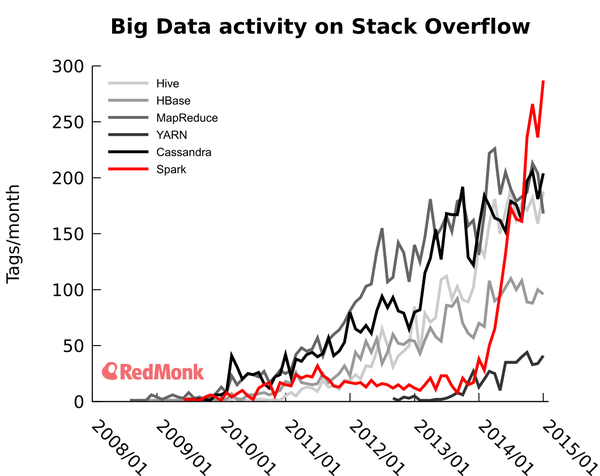 Big Data activity on Stack Overflow
Tags/month
300
250
200
150
100
50
0
Hive
HBase
MapReduce
YARN
Cassandra
Spark
RedMonk
2008/01
2009/01
2010/01
2011/01
2012/01
2013/01
2014/01
2015/01